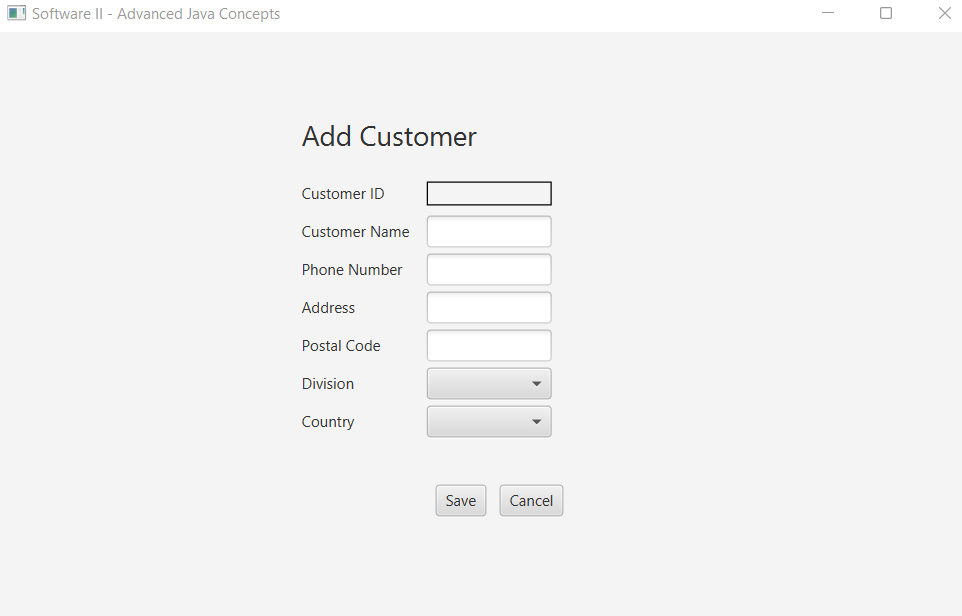 Software II - Advanced Java Concepts
Add Customer
Customer ID
Customer Name
Phone Number
Address
Postal Code
Division
Country
Save Cancel